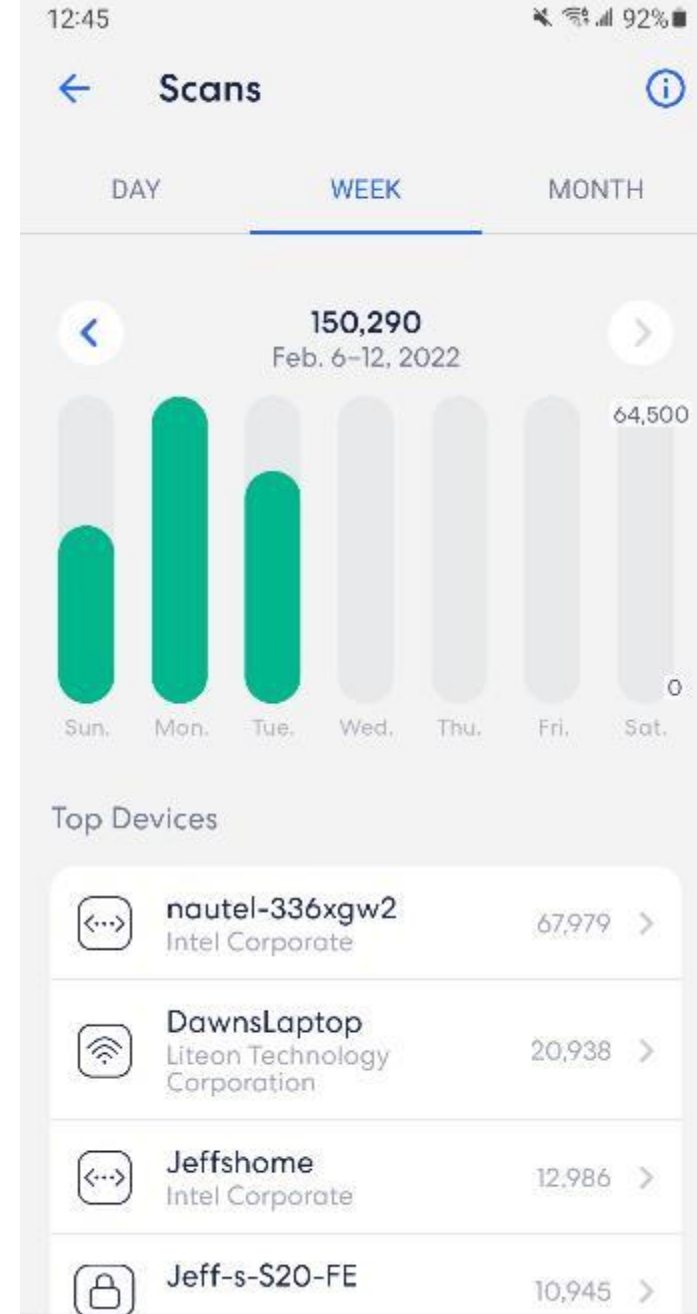 12:45 92%
Scans
DAY WEEK MONTH
150,290
Feb. 6–12, 2022
64,500
0
Sun. Mon. Tue. Wed. Thu. Fri. Sat.
Top Devices
nautel-336xgw2
Intel Corporate
67,979
DawnsLaptop
Liteon Technology
Corporation
20,938
Jeffshome
Intel Corporate
12,986
Jeff-s-S20-FE
10,945